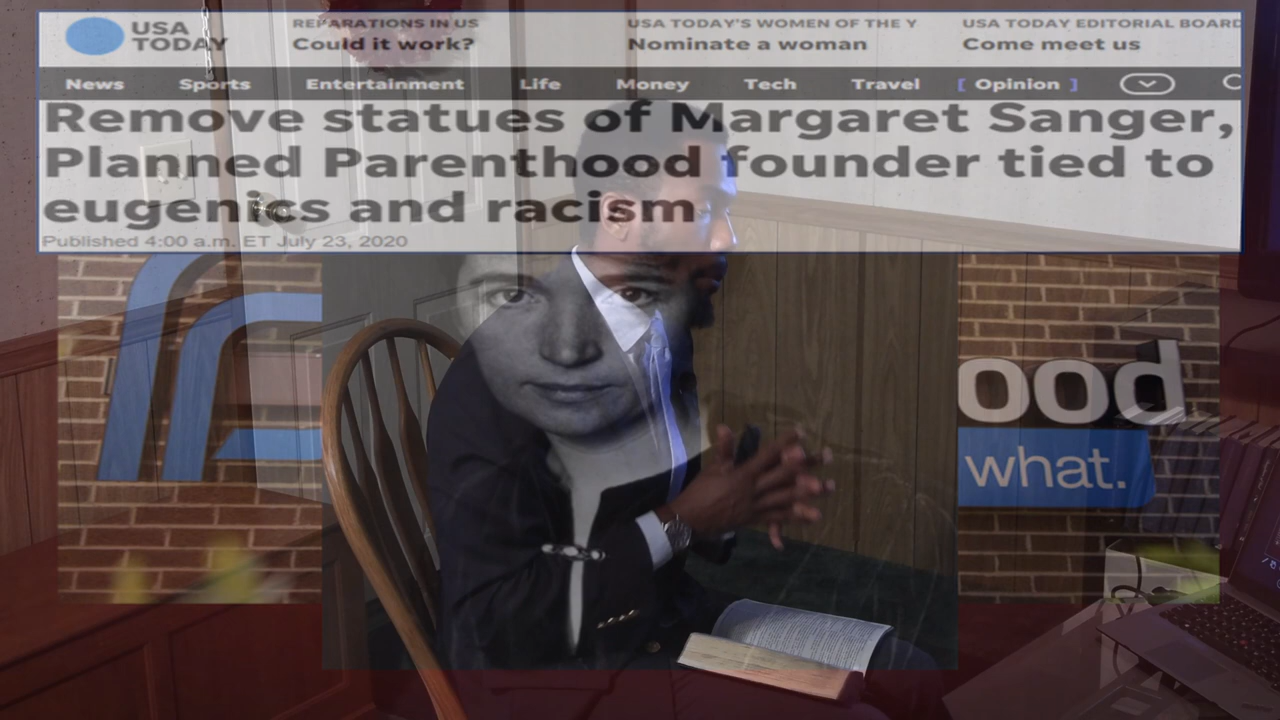 USA
TODAY
REPARATIONS IN US
Could it work?
USA TODAY'S WOMEN OF THE Y
Nominate a woman
USA TODAY EDITORIAL BOARD
Come meet us
News Sports Entertainment Life Money Tech Travel [ Opinion ]
Remove statues of Margaret Sanger,
Planned Parenthood founder tied to
eugenics and racism
Published 4:00 a.m. ET July 23, 2020
ood
what.